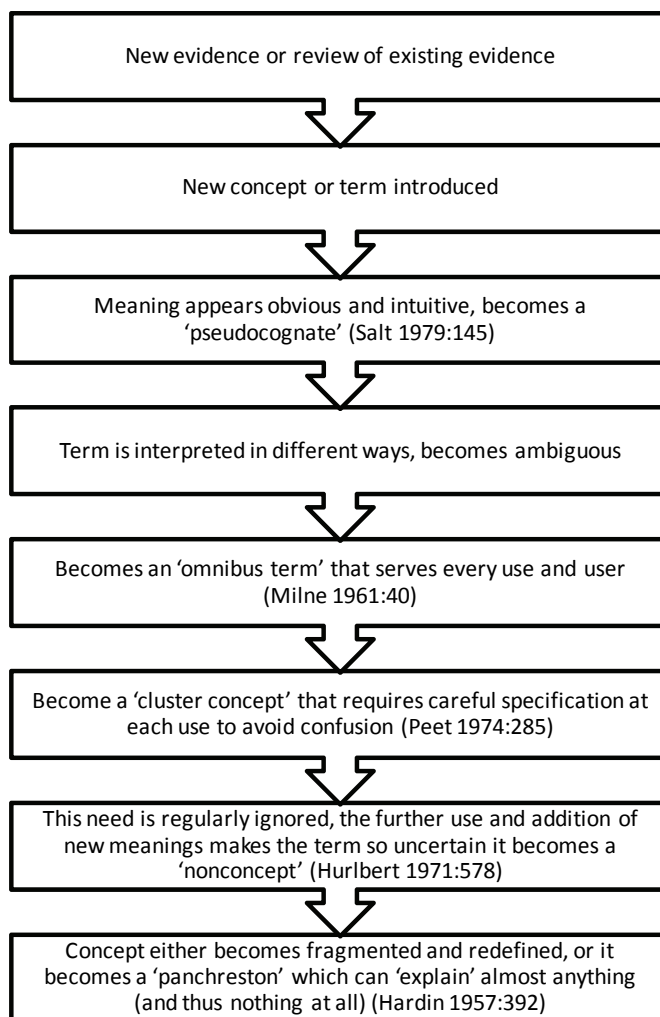 New evidence or review of existing evidence
New concept or term introduced
Meaning appears obvious and intuitive, becomes a
‘pseudocognate’ (Salt 1979:145)
Term is interpreted in different ways, becomes ambiguous
Becomes an ‘omnibus term’ that serves every use and user
(Milne 1961:40)
Become a ‘cluster concept’ that requires careful specification at
each use to avoid confusion (Peet 1974:285)
This need is regularly ignored, the further use and addition of
new meanings makes the term so uncertain it becomes a
‘nonconcept’ (Hurlbert 1971:578)
Concept either becomes fragmented and redefined, or it
becomes a ‘panchreston’ which can ‘explain’ almost anything
(and thus nothing at all) (Hardin 1957:392)